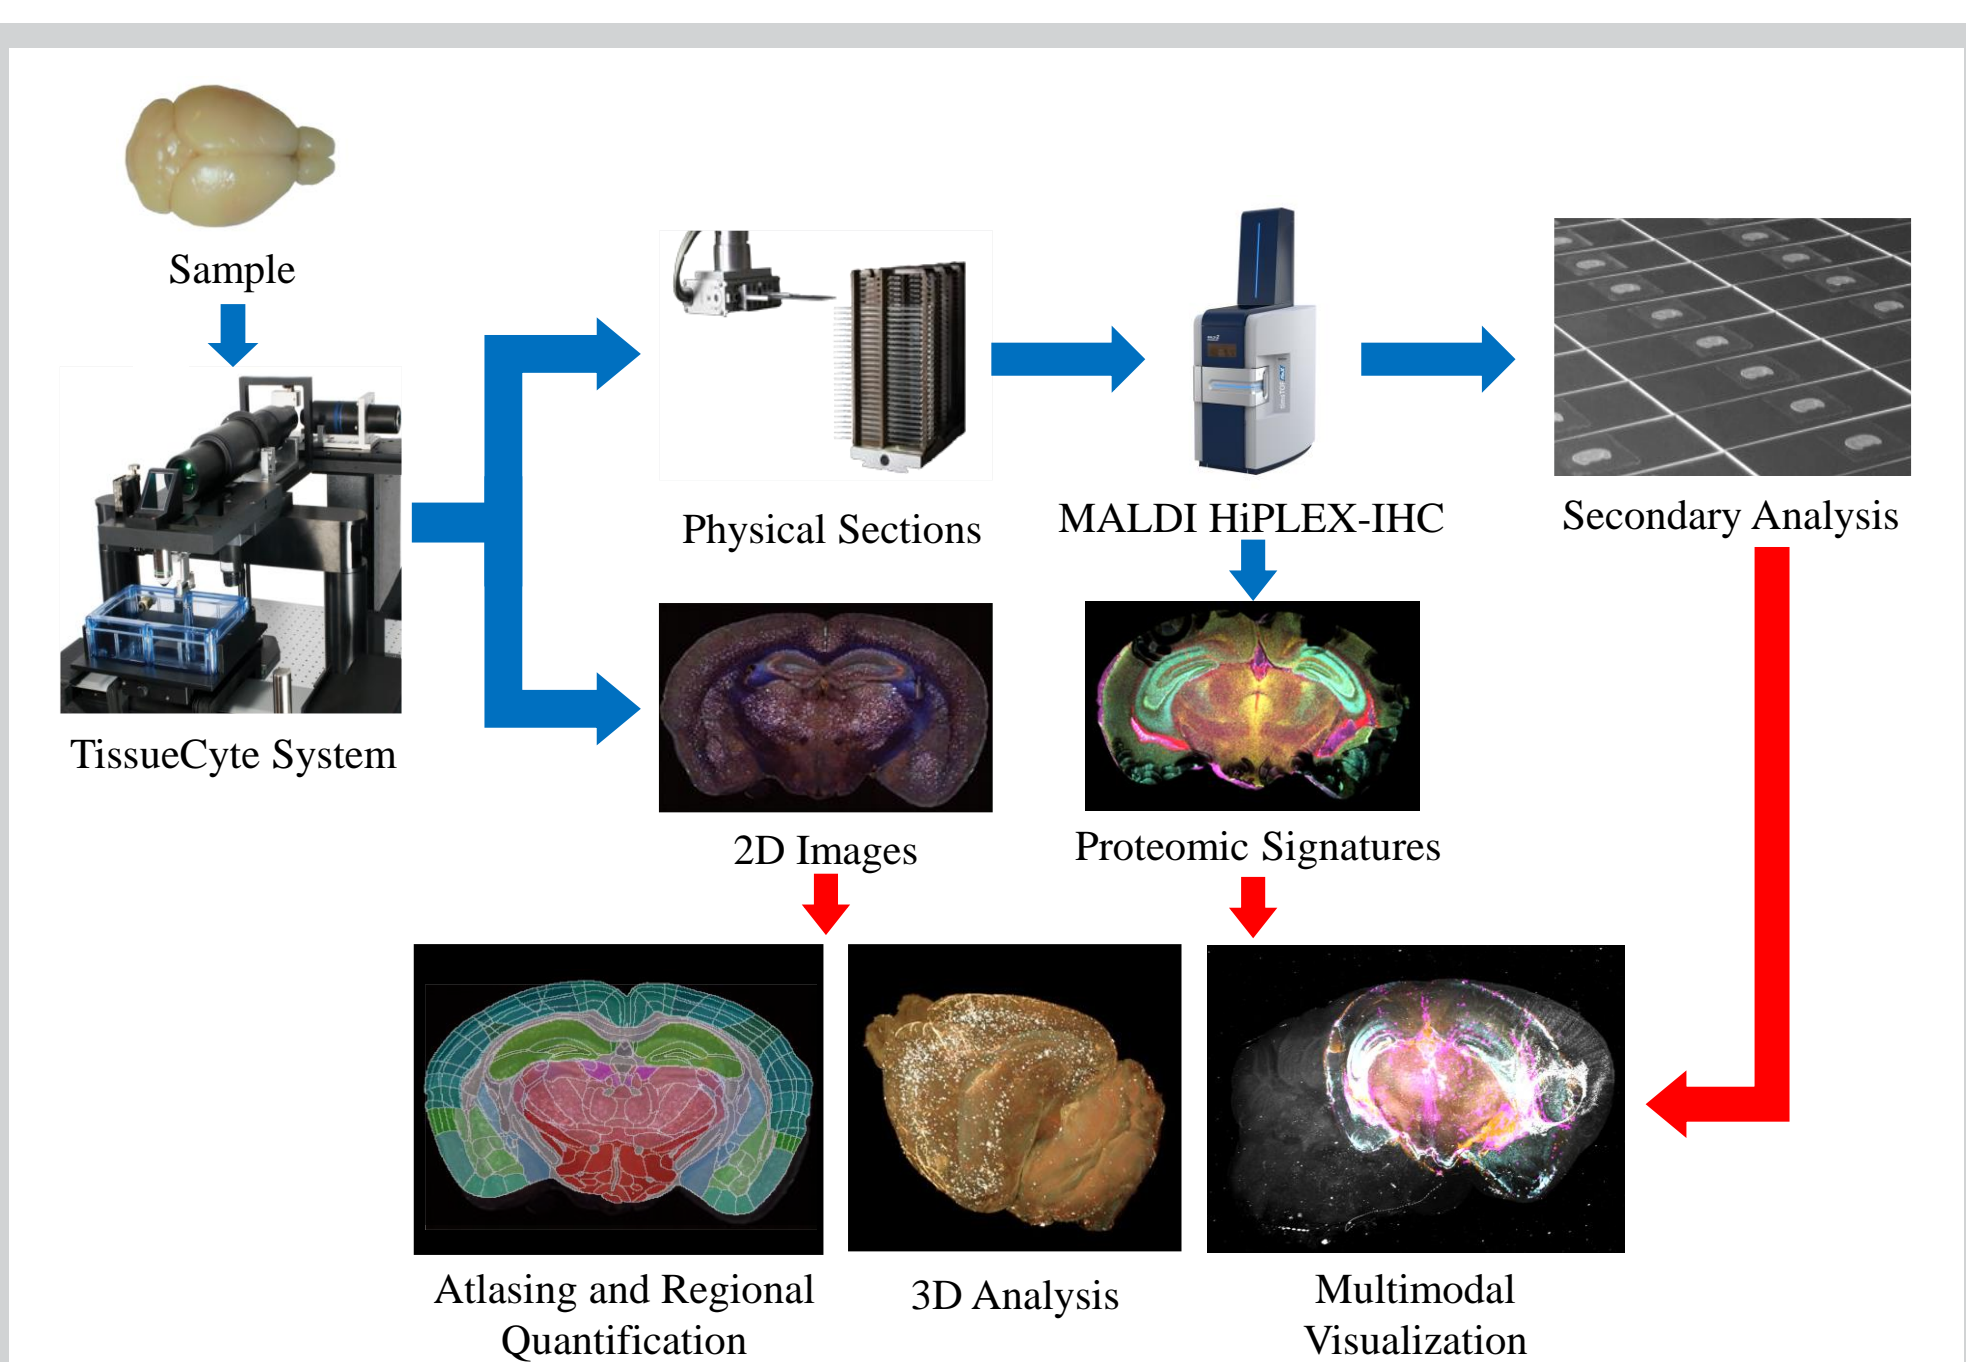 Sample
TissueCyte System
Physical Sections
MALDI HiPLEX-IHC
Secondary Analysis
2D Images
Proteomic Signatures
Atlasing and Regional
Quantification
3D Analysis
Multimodal
Visualization